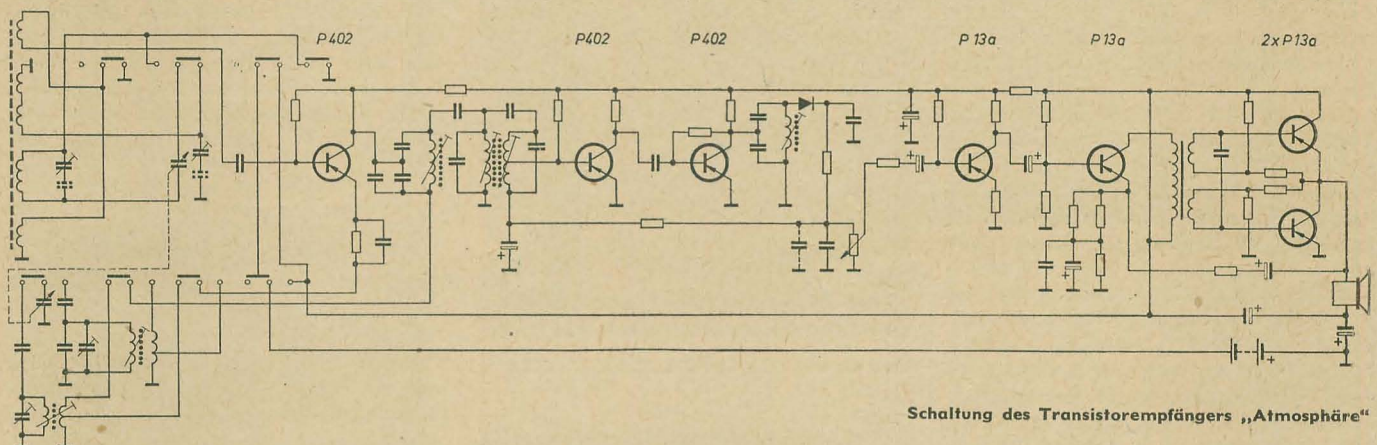 P402 P402 P402 P13a P13a 2xP13a
Schaltung des Transistorempfängers „Atmosphäre"